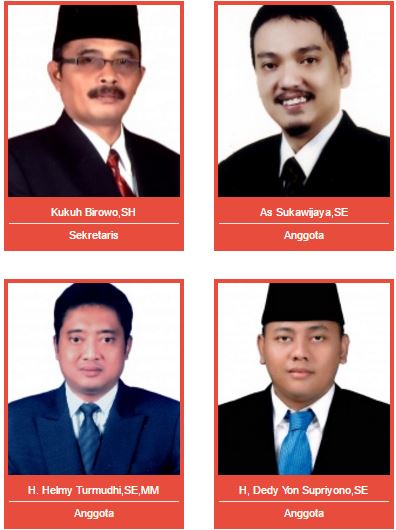 Kukuh Birowo,SH
Sekretaris
As Sukawijaya,SE
Anggota
H. Helmy Turmudhi,SE,MM
Anggota
H, Dedy Yon Supriyono,SE
Anggota